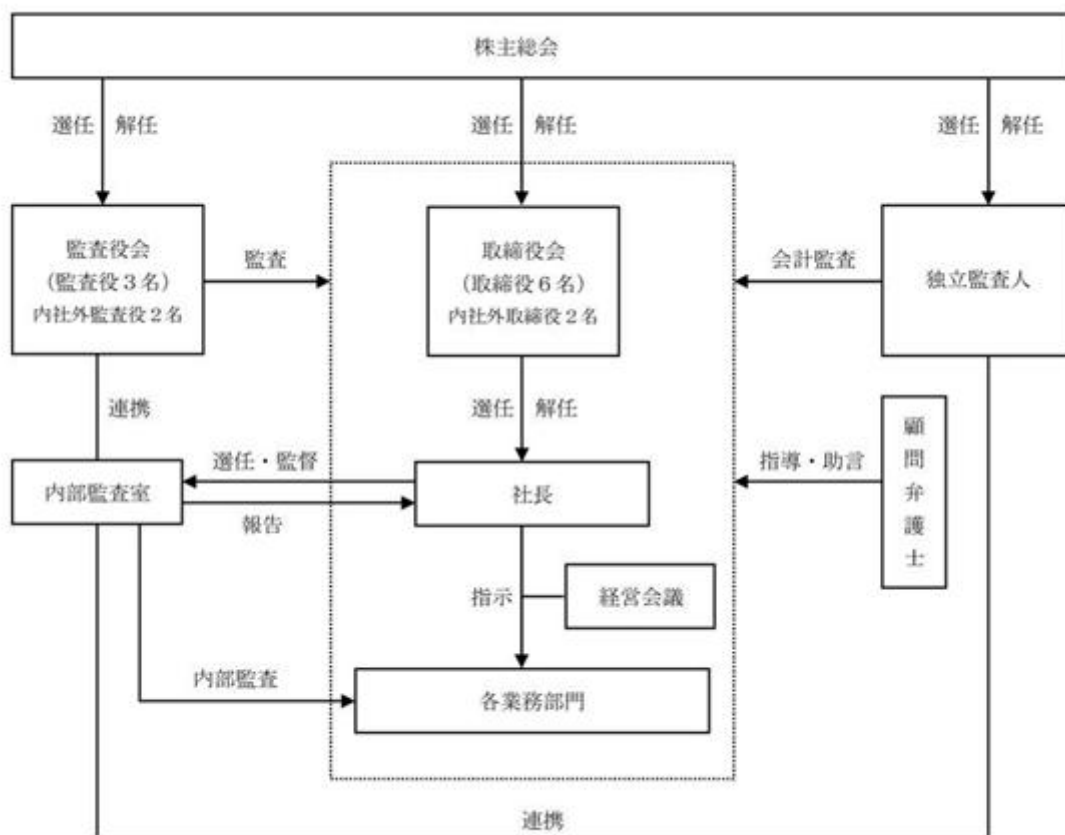 株主総会
選任 解任
選任 解任
選任 解任
監査役会
(監査役3名)
内社外監査役2名
監査
取締役会
(取締役6名)
内社外取締役2名
会計監査
独立監査人
連携
選任 解任
顧問弁護士
選任・監督
指導・助言
内部監査室
社長
報告
指示
経営会議
内部監査
各業務部門
連携